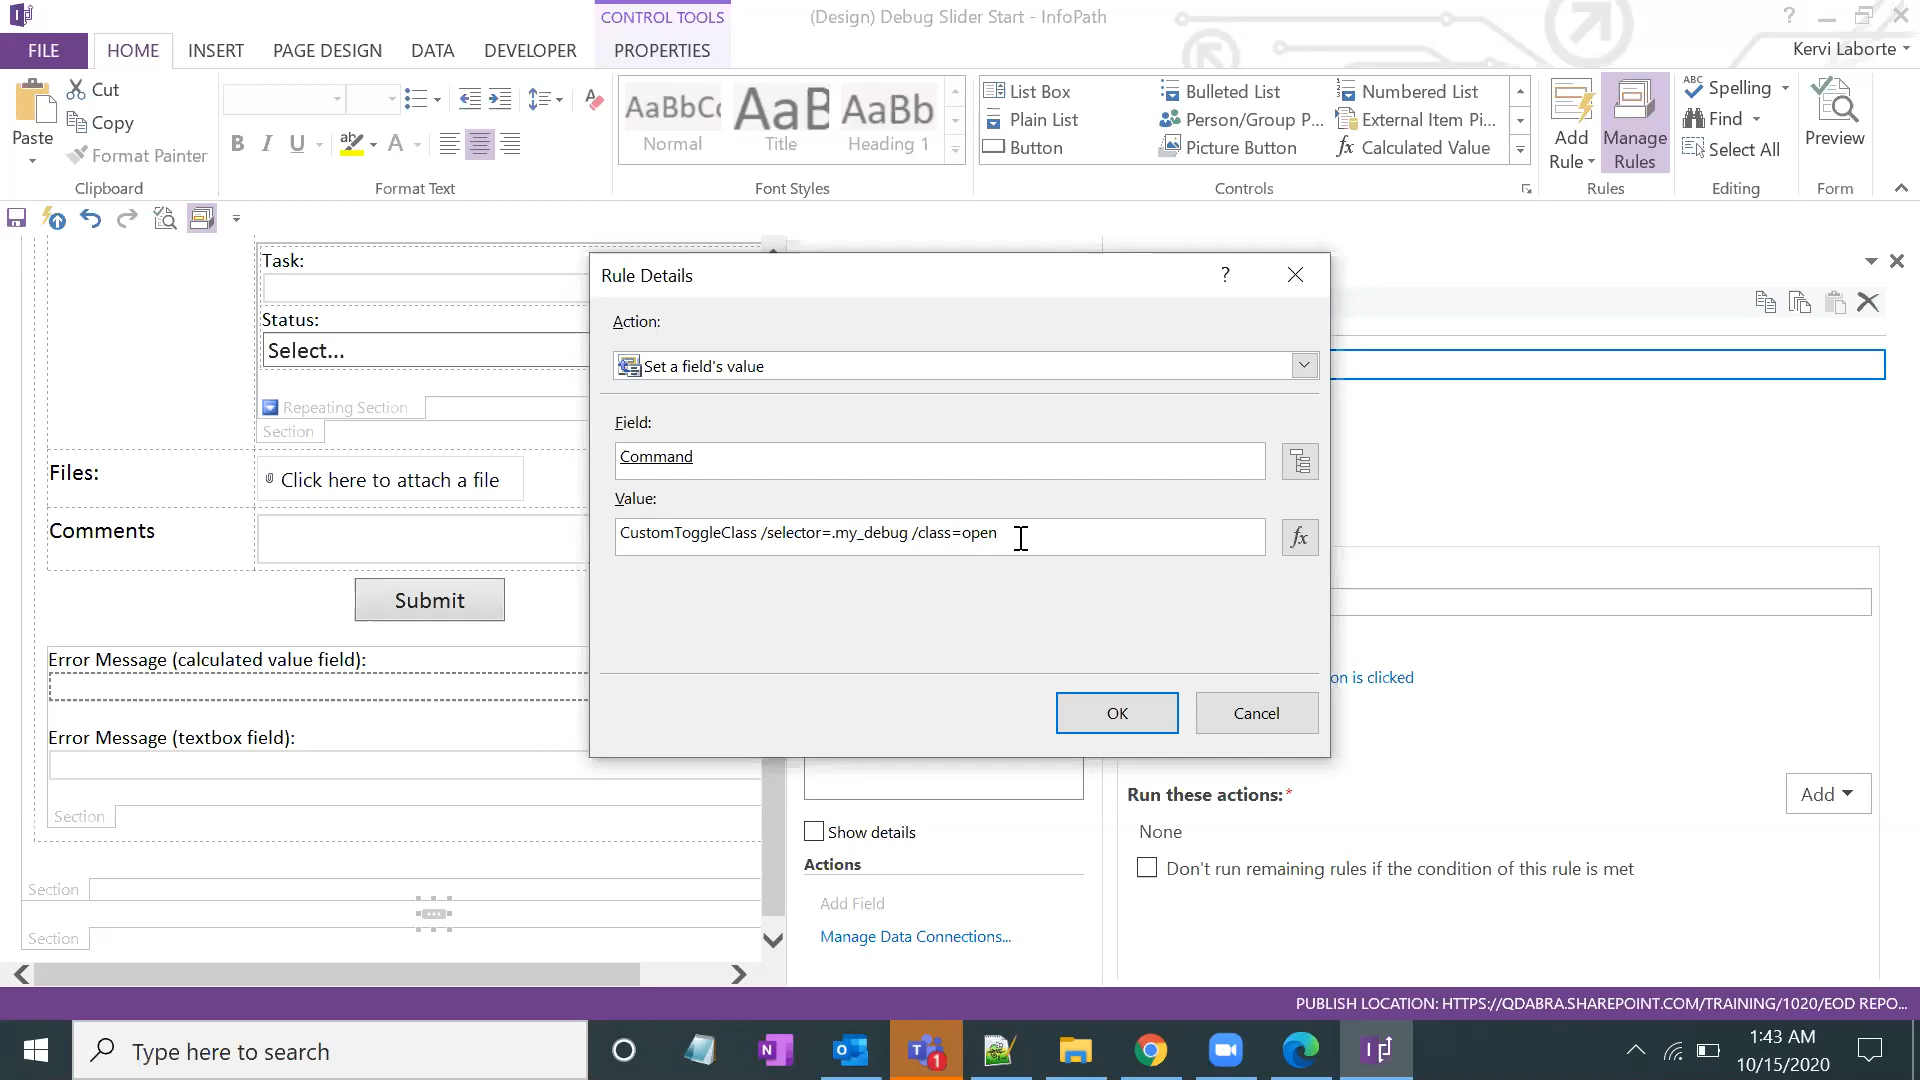 CONTROL TOOLS
(Design) Debug Slider Start - InfoPath
?
FILE
HOME
INSERT
PAGE DESIGN
DATA
DEVELOPER
PROPERTIES
Kervi Laborte
Paste
Cut
Copy
Format Painter
Clipboard
B I U
ab
A
A
Format Text
AaBbCc
Normal
AaB
Title
AaBb
Heading 1
Font Styles
List Box
Plain List
Button
Bulleted List
Person/Group P...
Picture Button
Numbered List
External Item Pi...
fx Calculated Value
Controls
Add
Rule
Manage
Rules
Rules
ABC Spelling
Find
Select All
Editing
Preview
Form
Task:
Status:
Select...
Repeating Section
Section
Files:
Click here to attach a file
Comments
Submit
Error Message (calculated value field):
Error Message (textbox field):
Section
Section
Section
Rule Details
?
Action:
Set a field's value
Field:
Command
Value:
CustomToggleClass /selector=.my_debug /class=open
fx
OK
Cancel
on is clicked
Show details
Actions
Add Field
Manage Data Connections...
Run these actions:*
Add
None
Don't run remaining rules if the condition of this rule is met
PUBLISH LOCATION: HTTPS://QDABRA.SHAREPOINT.COM/TRAINING/1020/EOD REPO...
Type here to search
N
T
1
I
1:43 AM
10/15/2020